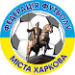 ФЕДЕРАЦІЯ ФУТБОЛУ
МІСТА ХАРКОВА